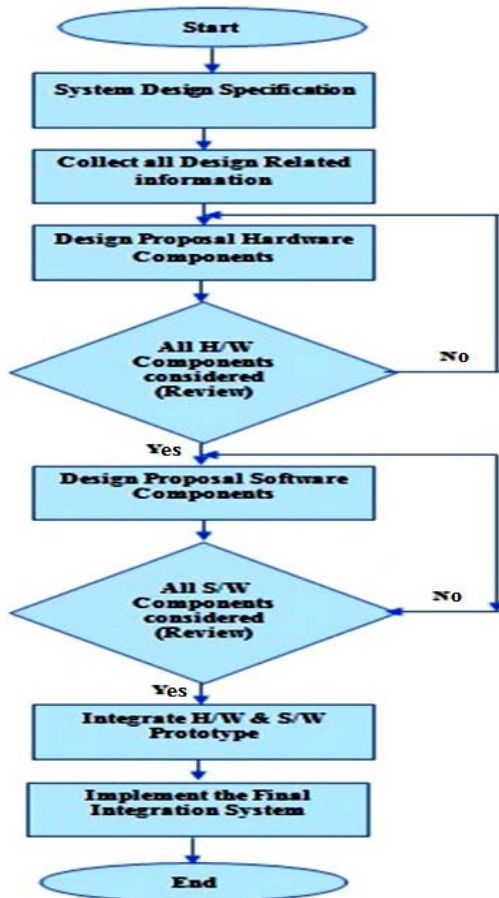 Start
System Design Specification
Collect all Design Related
information
Design Proposal Hardware
Components
All H/W
Components
considered
(Review)
No
Yes
Design Proposal Software
Components
All S/W
Components
considered
(Review)
No
Yes
Integrate H/W & S/W
Prototype
Implement the Final
Integration System
End